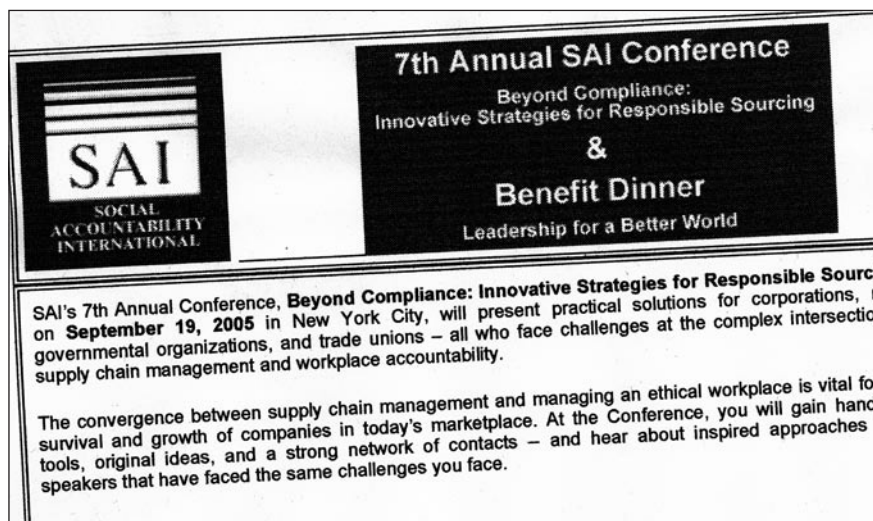 SAI
SOCIAL
ACCOUNTABILITY
INTERNATIONAL
7th Annual SAI Conference
Beyond Compliance:
Innovative Strategies for Responsible Sourcing
&
Benefit Dinner
Leadership for a Better World
SAI's 7th Annual Conference, Beyond Compliance: Innovative Strategies for Responsible Sourc
on September 19, 2005 in New York City, will present practical solutions for corporations,
governmental organizations, and trade unions – all who face challenges at the complex intersectio
supply chain management and workplace accountability.
The convergence between supply chain management and managing an ethical workplace is vital fo
survival and growth of companies in today's marketplace. At the Conference, you will gain hand
tools, original ideas, and a strong network of contacts – and hear about inspired approaches
speakers that have faced the same challenges you face.